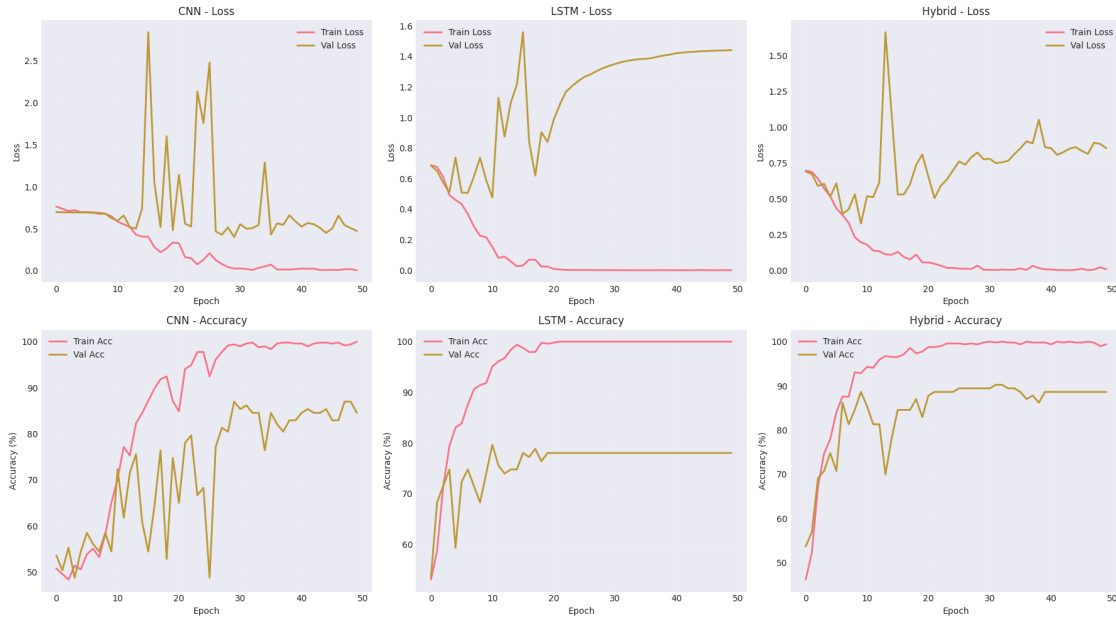 CNN - Loss
Train Loss
Val Loss
Loss
2.5
2.0
1.5
1.0
0.5
0.0
0 10 20 30 40 50
Epoch
LSTM - Loss
Train Loss
Val Loss
Loss
1.6
1.4
1.2
1.0
0.8
0.6
0.4
0.2
0.0
0 10 20 30 40 50
Epoch
Hybrid - Loss
Train Loss
Val Loss
Loss
1.50
1.25
1.00
0.75
0.50
0.25
0.00
0 10 20 30 40 50
Epoch
CNN - Accuracy
Train Acc
Val Acc
Accuracy (%)
100
90
80
70
60
50
0 10 20 30 40 50
Epoch
LSTM - Accuracy
Train Acc
Val Acc
Accuracy (%)
100
90
80
70
60
0 10 20 30 40 50
Epoch
Hybrid - Accuracy
Train Acc
Val Acc
Accuracy (%)
100
90
80
70
60
50
0 10 20 30 40 50
Epoch